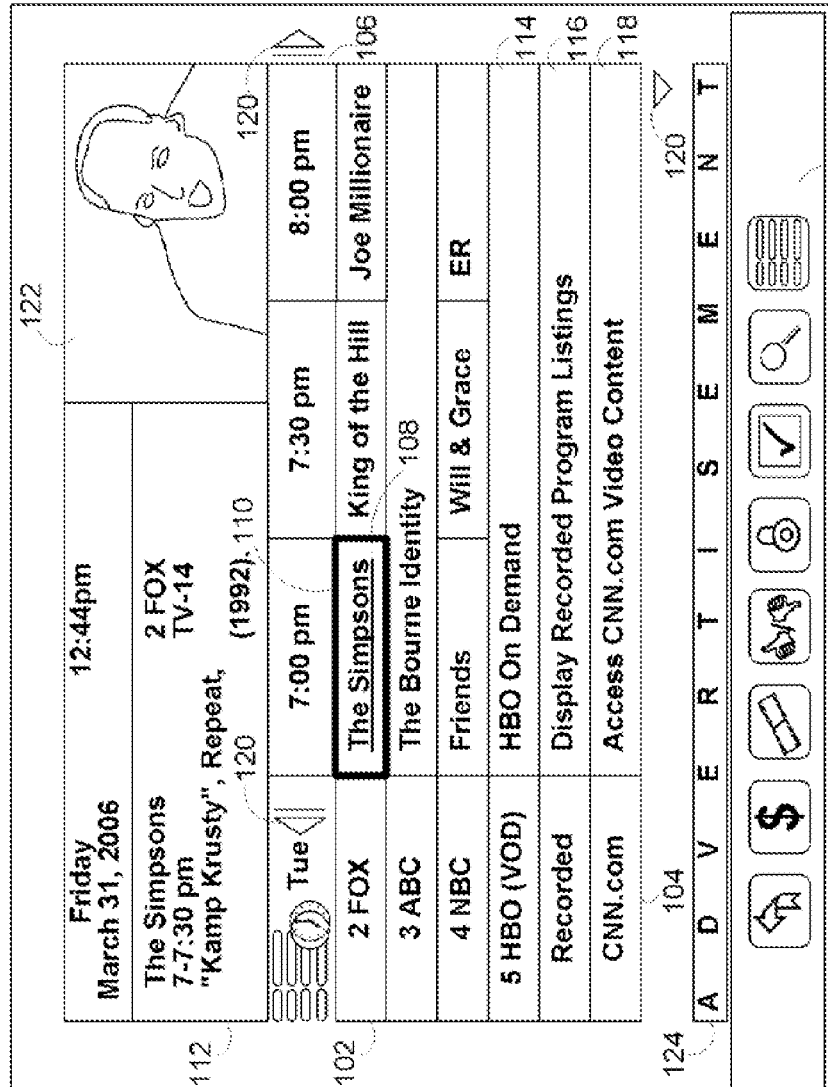 122
Friday
March 31, 2006
12:44pm
The Simpsons
7-7:30 pm
"Kamp Krusty", Repeat,
2 FOX
TV-14
(1992).
110
112
120
120
106
Tue
7:00 pm
7:30 pm
8:00 pm
102
2 FOX
The Simpsons
King of the Hill
Joe Millionaire
108
3 ABC
The Bourne Identity
4 NBC
Friends
Will & Grace
ER
5 HBO (VOD)
HBO On Demand
114
Recorded
Display Recorded Program Listings
116
CNN.com
Access CNN.com Video Content
118
104
120
124
A D V E R T I S E M E N T
$